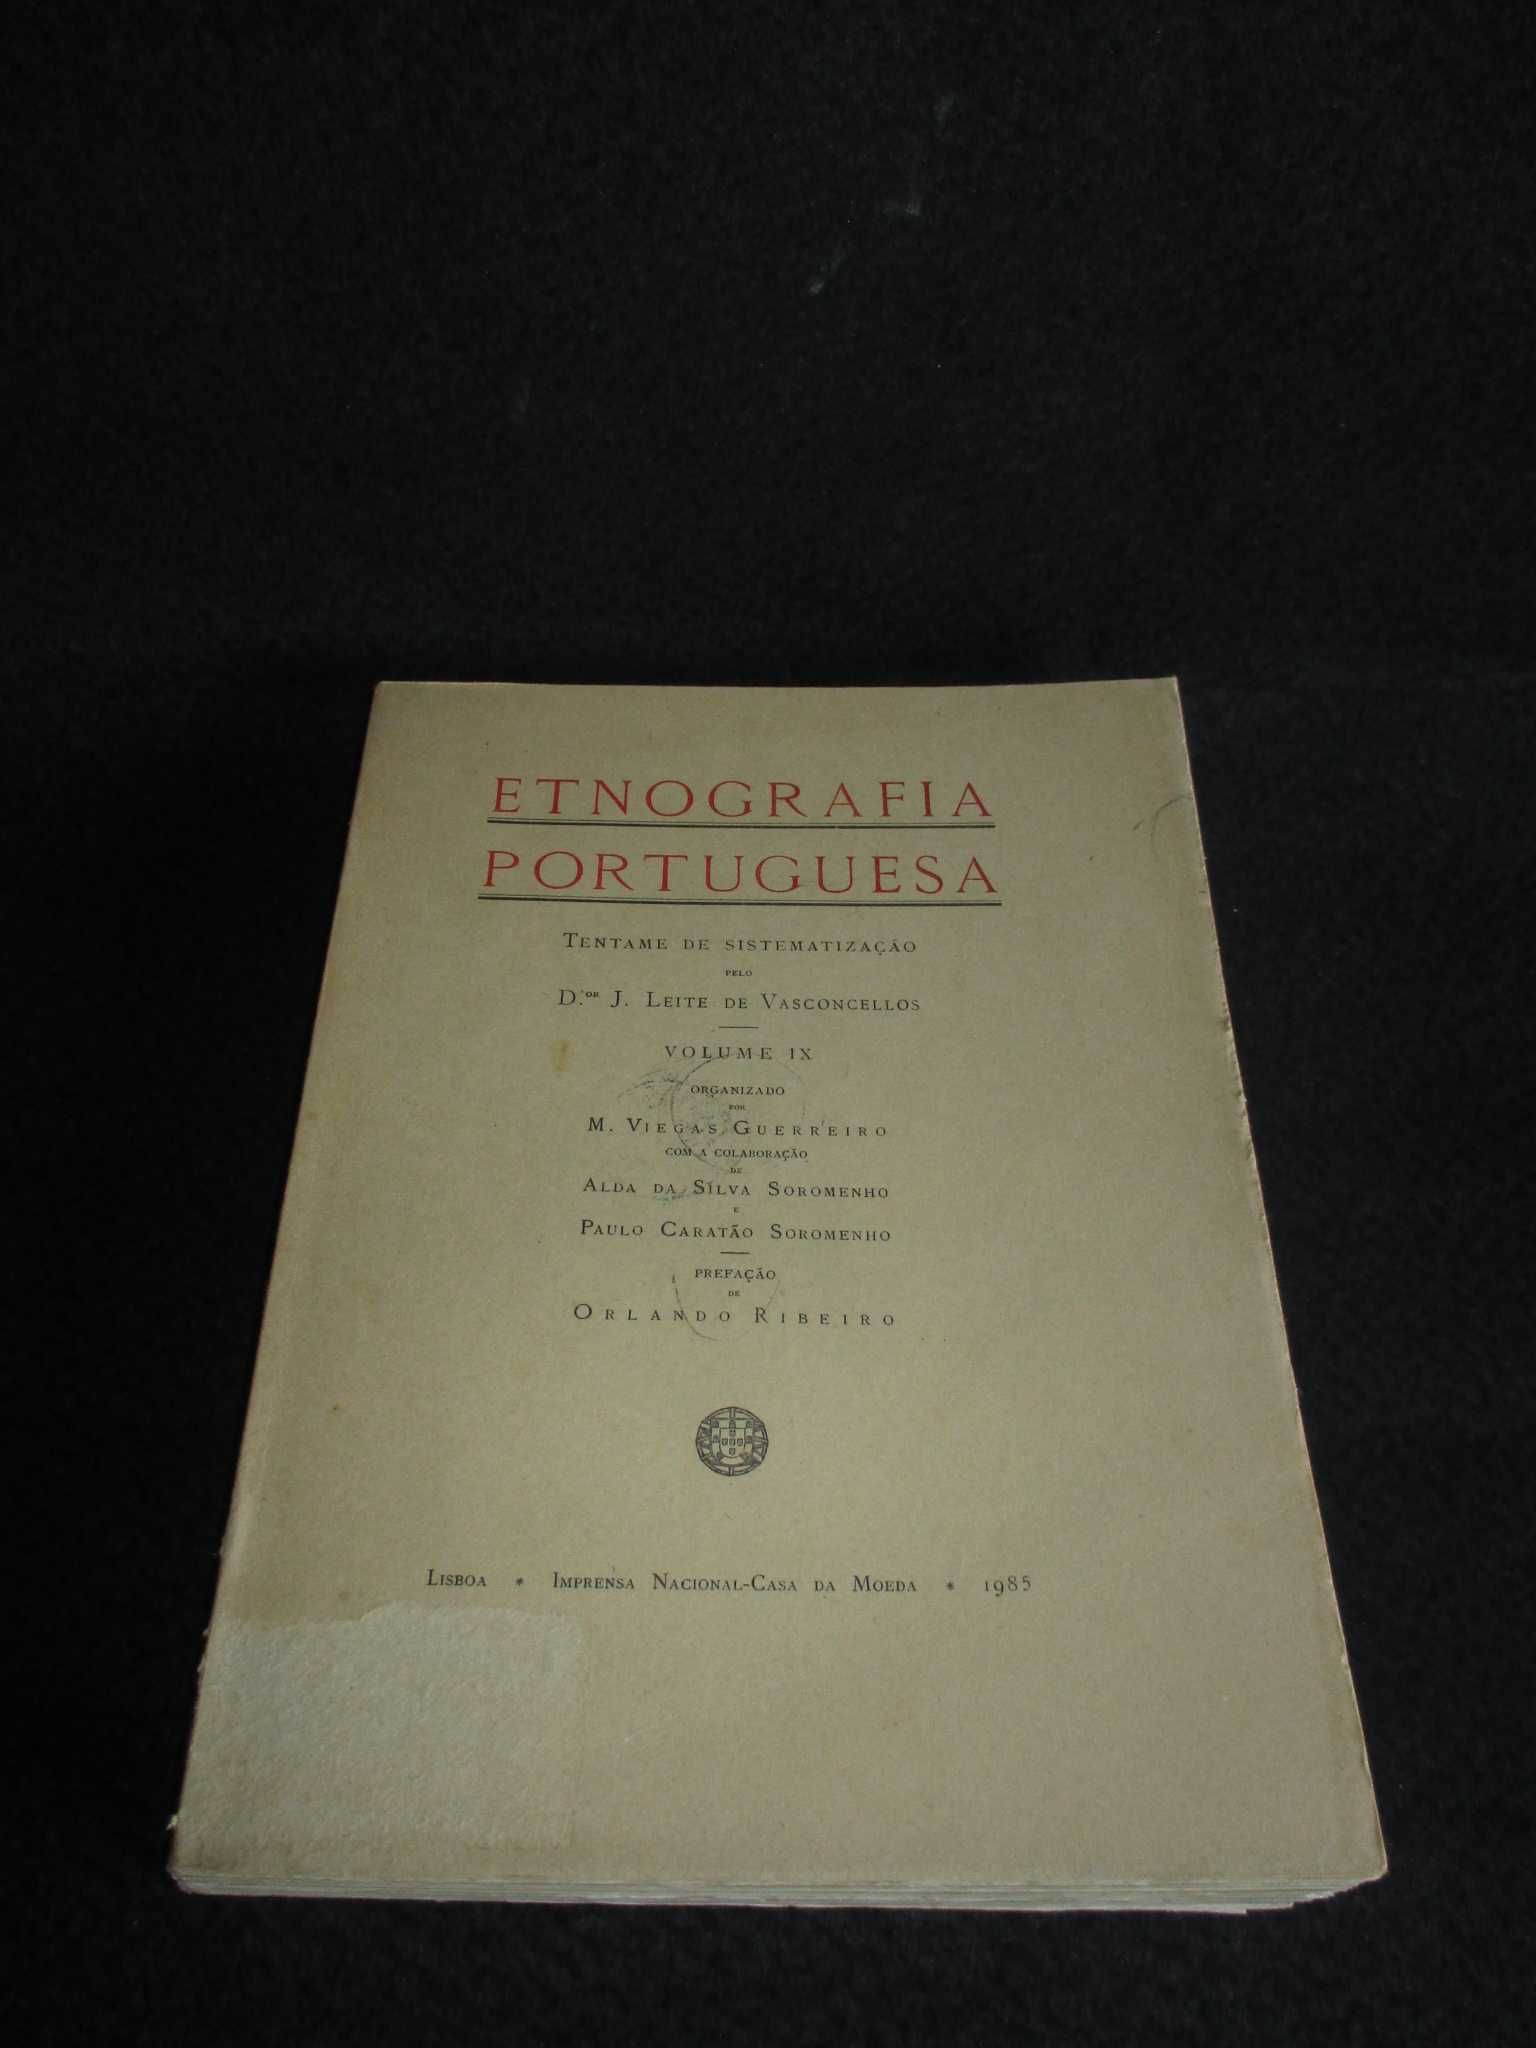 ETNOGRAFIA
PORTUGUESA
TENTAME DE SISTEMATIZAÇÃO
PELO
D.OR J. LEITE DE VASCONCELLOS
VOLUME IX
ORGANIZADO
POR
M. VIEGAS GUERREIRO
COM A COLABORAÇÃO
DE
ALDA DA SILVA SOROMENHO
E
PAULO CARATÃO SOROMENHO
PREFAÇÃO
DE
ORLANDO RIBEIRO
LISBOA * IMPRENSA NACIONAL-CASA DA MOEDA * 1985